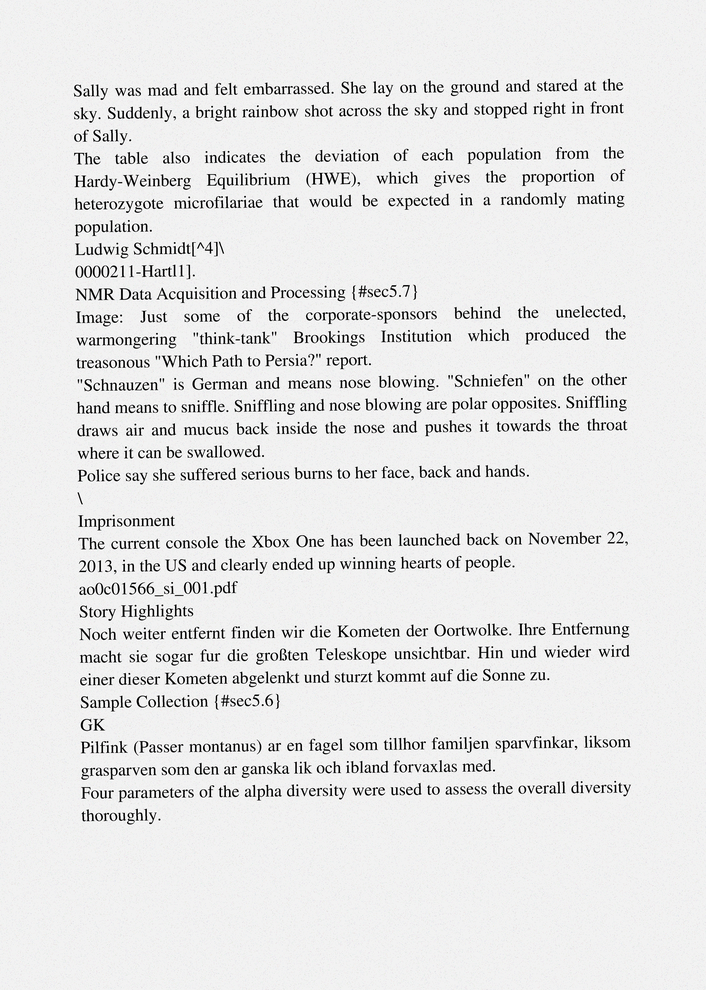 Sally was mad and felt embarrassed. She lay on the ground and stared at the
sky. Suddenly, a bright rainbow shot across the sky and stopped right in front
of Sally.
The table also indicates the deviation of each population from the
Hardy-Weinberg Equilibrium (HWE), which gives the proportion of
heterozygote microfilariae that would be expected in a randomly mating
population.
Ludwig Schmidt[^4]\
0000211-Hartl1].
NMR Data Acquisition and Processing {#sec5.7}
Image: Just some of the corporate-sponsors behind the unelected,
warmongering "think-tank" Brookings Institution which produced the
treasonous "Which Path to Persia?" report.
"Schnauzen" is German and means nose blowing. "Schniefen" on the other
hand means to sniffle. Sniffling and nose blowing are polar opposites. Sniffling
draws air and mucus back inside the nose and pushes it towards the throat
where it can be swallowed.
Police say she suffered serious burns to her face, back and hands.
\
Imprisonment
The current console the Xbox One has been launched back on November 22,
2013, in the US and clearly ended up winning hearts of people.
ao0c01566_si_001.pdf
Story Highlights
Noch weiter entfernt finden wir die Kometen der Oortwolke. Ihre Entfernung
macht sie sogar fur die großten Teleskope unsichtbar. Hin und wieder wird
einer dieser Kometen abgelenkt und sturzt kommt auf die Sonne zu.
Sample Collection {#sec5.6}
GK
Pilfink (Passer montanus) ar en fagel som tillhor familjen sparvfinkar, liksom
grasparven som den ar ganska lik och ibland forvaxlas med.
Four parameters of the alpha diversity were used to assess the overall diversity
thoroughly.